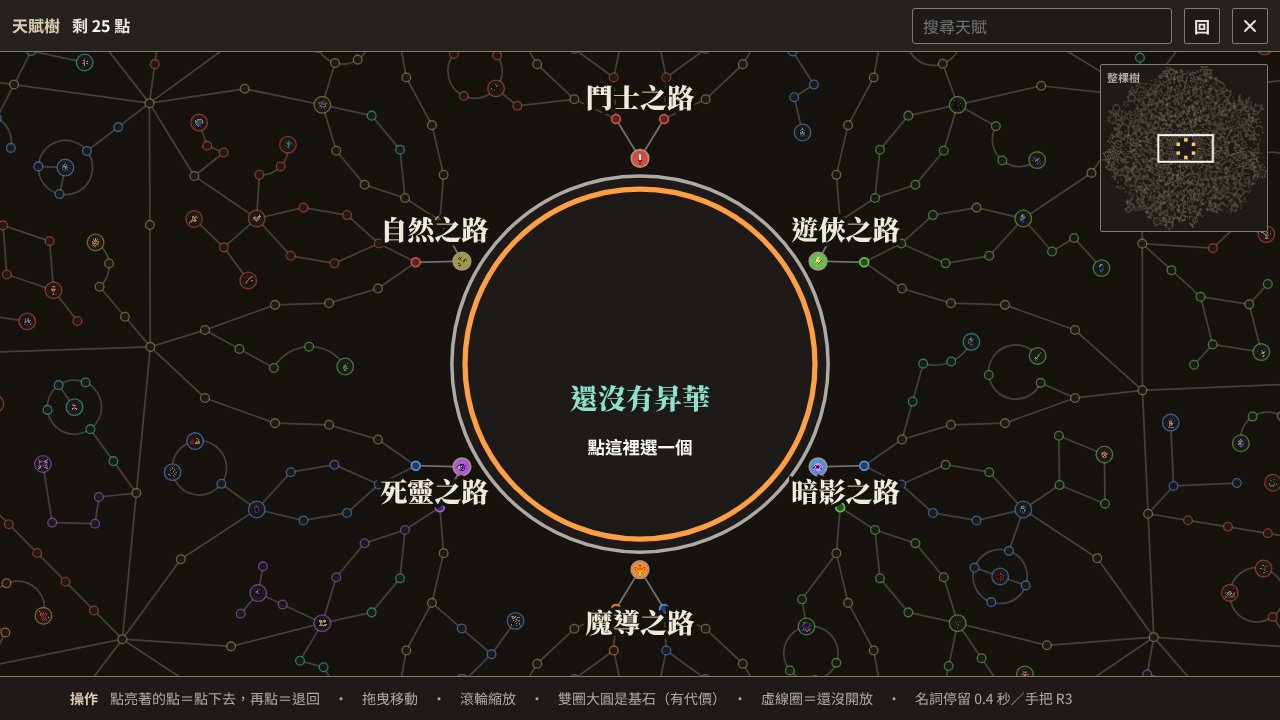 天賦樹 剩 25 點
搜尋天賦
回
整棵樹
鬥士之路
自然之路
遊俠之路
還沒有昇華
點這裡選一個
死靈之路
暗影之路
魔導之路
操作 點亮著的點＝點下去，再點＝退回 · 拖曳移動 · 滾輪縮放 · 雙圈大圓是基石（有代價） · 虛線圈＝還沒開放 · 名詞停留 0.4 秒／手把 R3